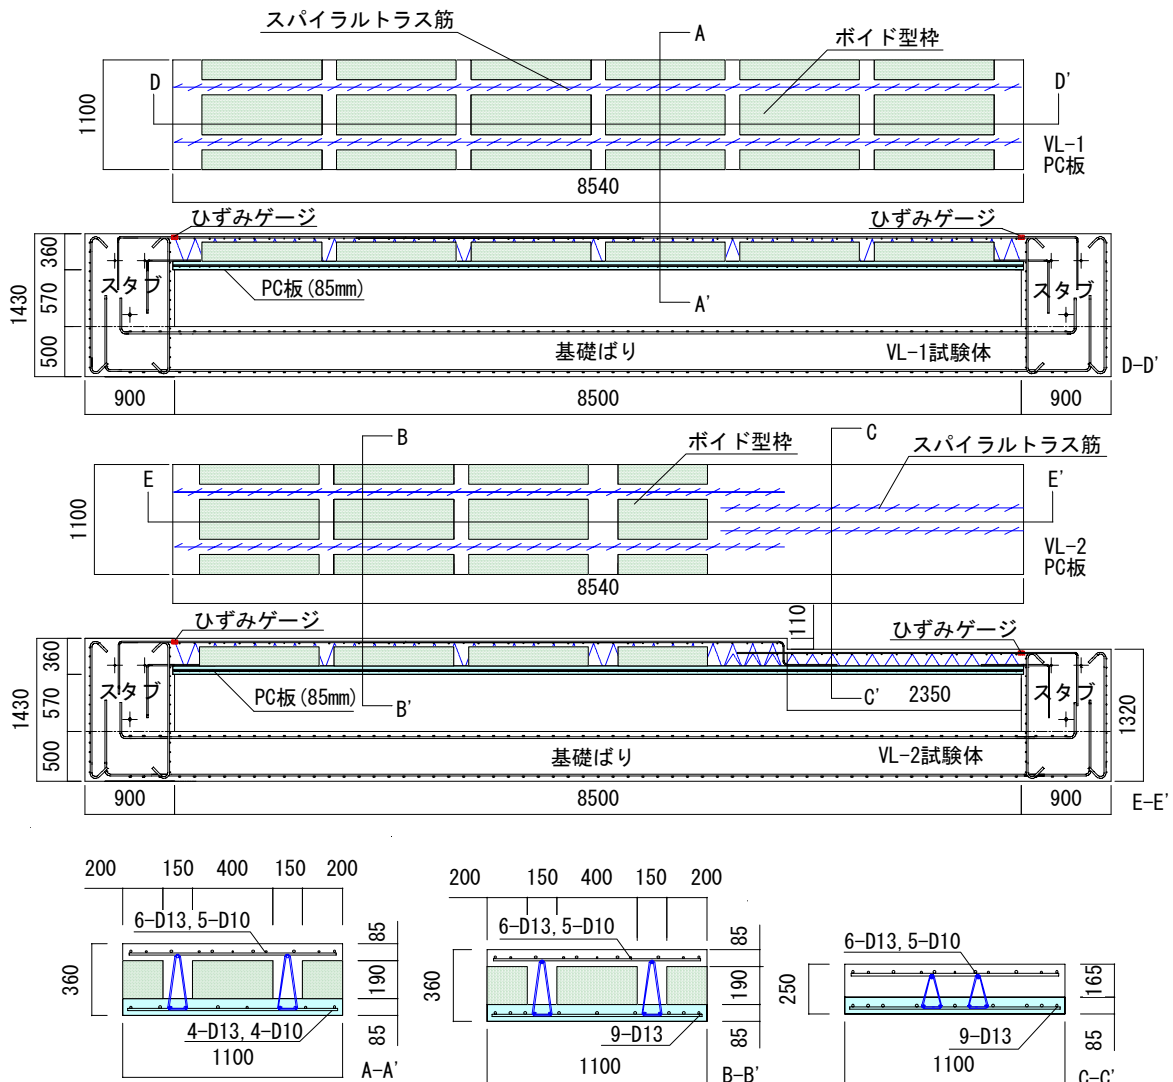 スパイラルトラス筋
A
ボイド型枠
D
D'
1100
VL-1
PC板
8540
ひずみゲージ
ひずみゲージ
360
570
500
1430
スタブ
PC板(85mm)
A'
スタブ
基礎ばり
VL-1試験体
D-D'
900
8500
900
B
ボイド型枠
C
スパイラルトラス筋
E
E'
1100
VL-2
PC板
8540
110
ひずみゲージ
ひずみゲージ
360
570
500
1430
スタブ
PC板(85mm)
B'
C'
2350
スタブ
1320
基礎ばり
VL-2試験体
900
8500
900
E-E'
200 150 400 150 200
6-D13,5-D10
85
360
190
4-D13,4-D10
85
1100
A-A'
200 150 400 150 200
6-D13,5-D10
85
360
190
9-D13
85
1100
B-B'
6-D13,5-D10
250
165
9-D13
85
1100
C-C'